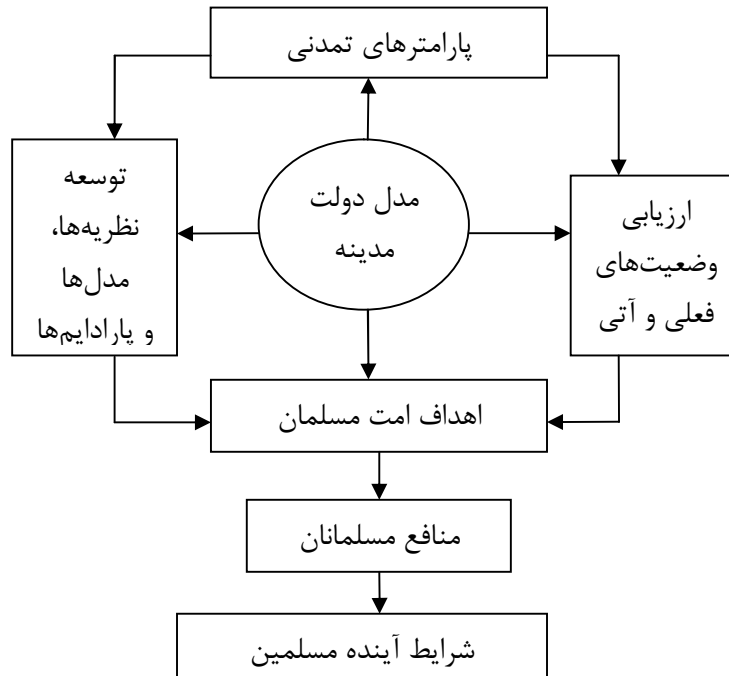 پارامترهای تمدنی
مدل دولت
مدینه
ارزیابی
وضعیت‌های
فعلی و آتی
توسعه
نظریه‌ها،
مدل‌ها
و پارادایم‌ها
اهداف امت مسلمان
منافع مسلمانان
شرایط آینده مسلمین